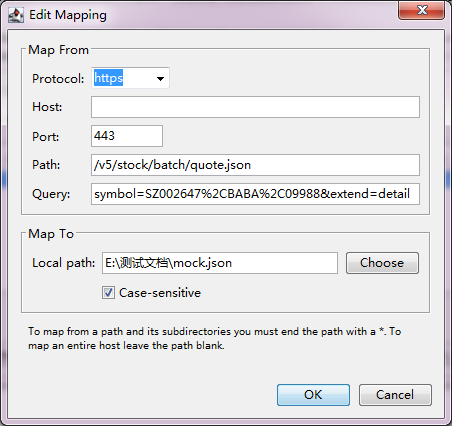 Edit Mapping
Map From
Protocol: https
Host:
Port: 443
Path: /v5/stock/batch/quote.json
Query: symbol=SZ002647%2CBABA%2C09988&extend=detail
Map To
Local path: E:\测试文档\mock.json Choose
Case-sensitive
To map from a path and its subdirectories you must end the path with a *. To
map an entire host leave the path blank.
OK Cancel